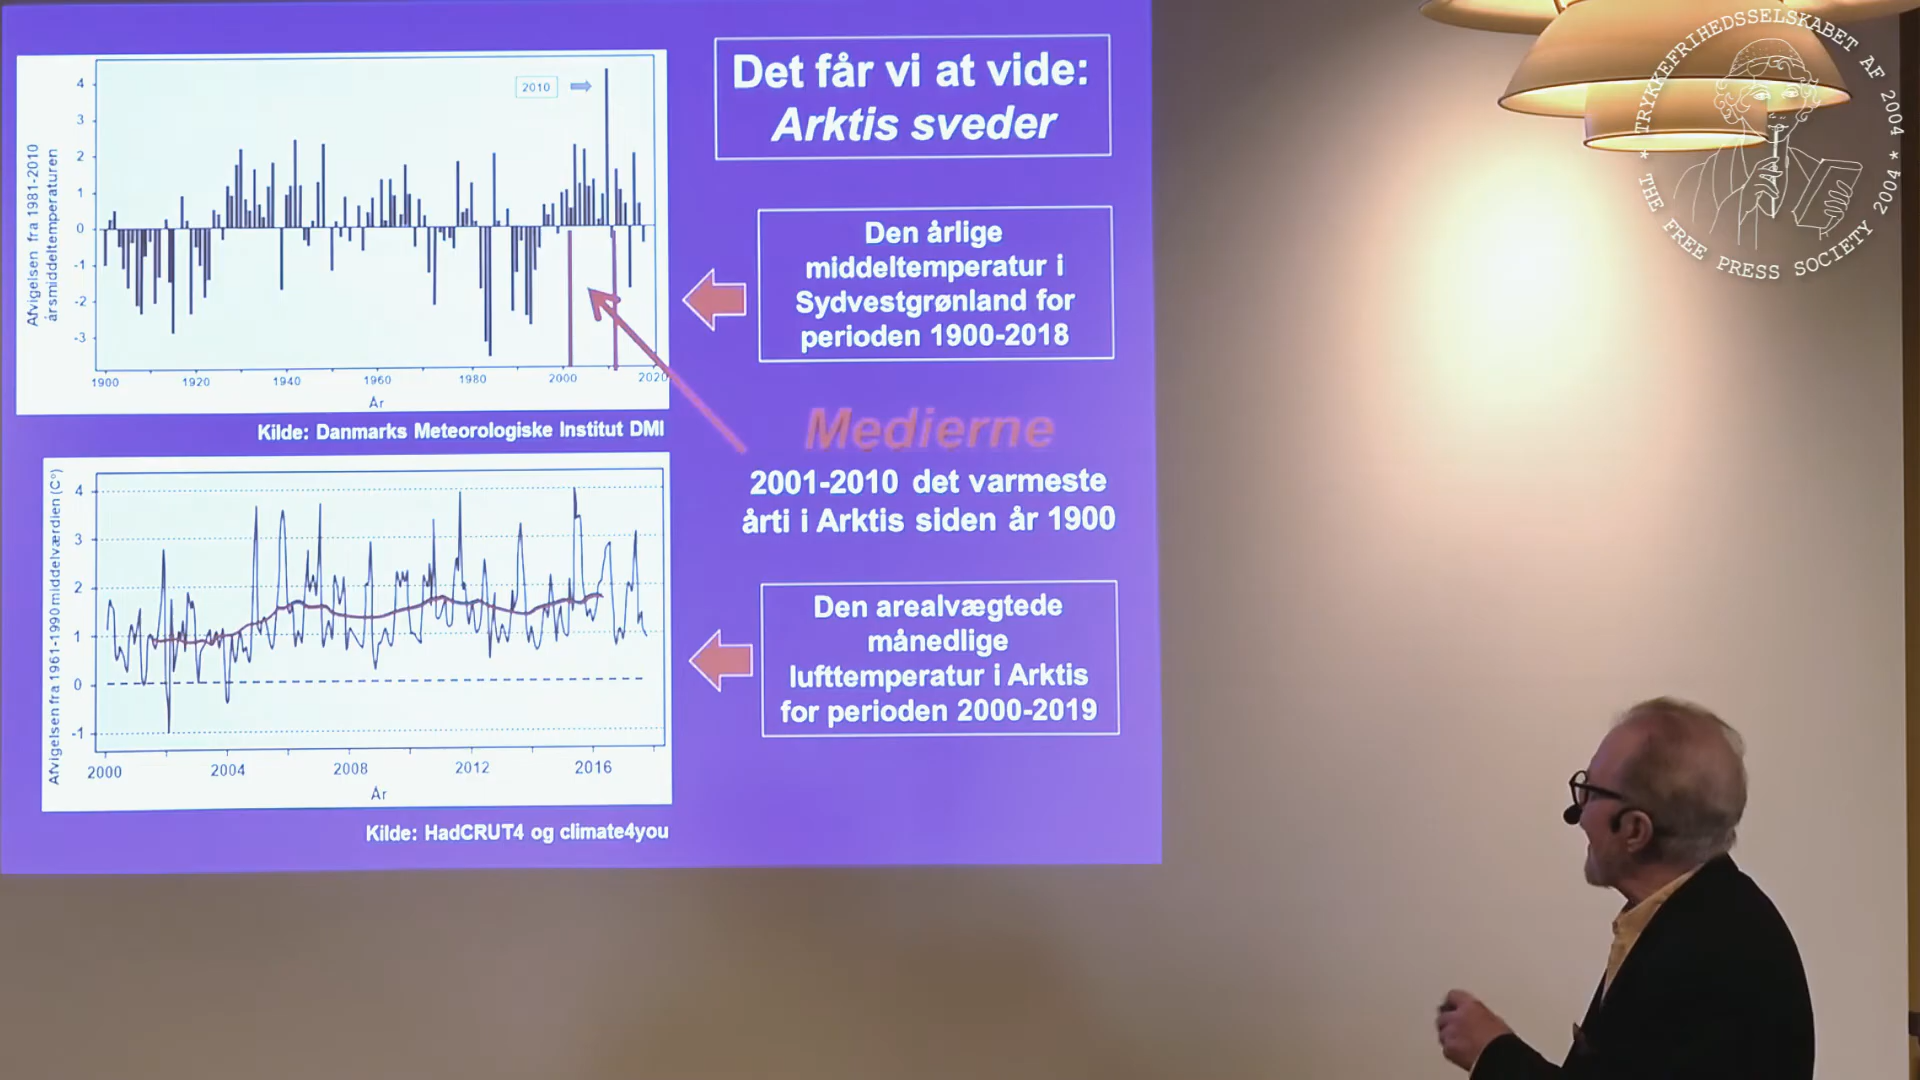 Det får vi at vide:
Arktis sveder
4
3
2
1
0
-1
-2
-3
Afvigelsen fra 1981-2010
årsmiddeltemperaturen
2010
1900 1920 1940 1960 1980 2000 2020
År
Kilde: Danmarks Meteorologiske Institut DMI
Den årlige
middeltemperatur i
Sydvestgrønland for
perioden 1900-2018
Medierne
2001-2010 det varmeste
årti i Arktis siden år 1900
4
3
2
1
0
-1
Afvigelsen fra 1961-1990 middelværdien (C°)
2000 2004 2008 2012 2016
År
Kilde: HadCRUT4 og climate4you
Den arealvægtede
månedlige
lufttemperatur i Arktis
for perioden 2000-2019
* TRYKKEFRIHEDSSELSKABET AF 2004 *
THE FREE PRESS SOCIETY 2004